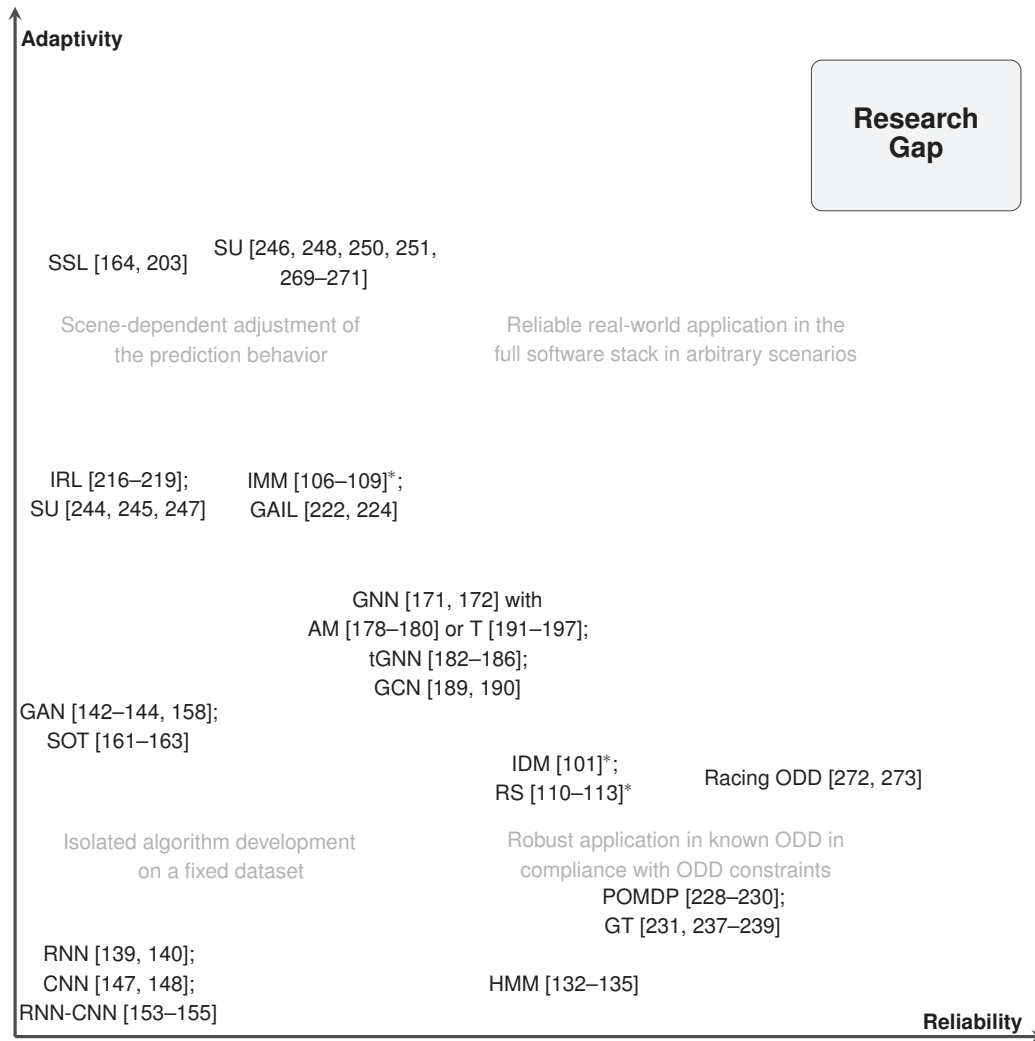 Adaptivity
Research
Gap
SSL [164, 203]
SU [246, 248, 250, 251,
269–271]
Scene-dependent adjustment of
the prediction behavior
Reliable real-world application in the
full software stack in arbitrary scenarios
IRL [216–219];
SU [244, 245, 247]
IMM [106–109]*;
GAIL [222, 224]
GNN [171, 172] with
AM [178–180] or T [191–197];
tGNN [182–186];
GCN [189, 190]
GAN [142–144, 158];
SOT [161–163]
IDM [101]*;
RS [110–113]*
Racing ODD [272, 273]
Isolated algorithm development
on a fixed dataset
Robust application in known ODD in
compliance with ODD constraints
POMDP [228–230];
GT [231, 237–239]
RNN [139, 140];
CNN [147, 148];
RNN-CNN [153–155]
HMM [132–135]
Reliability